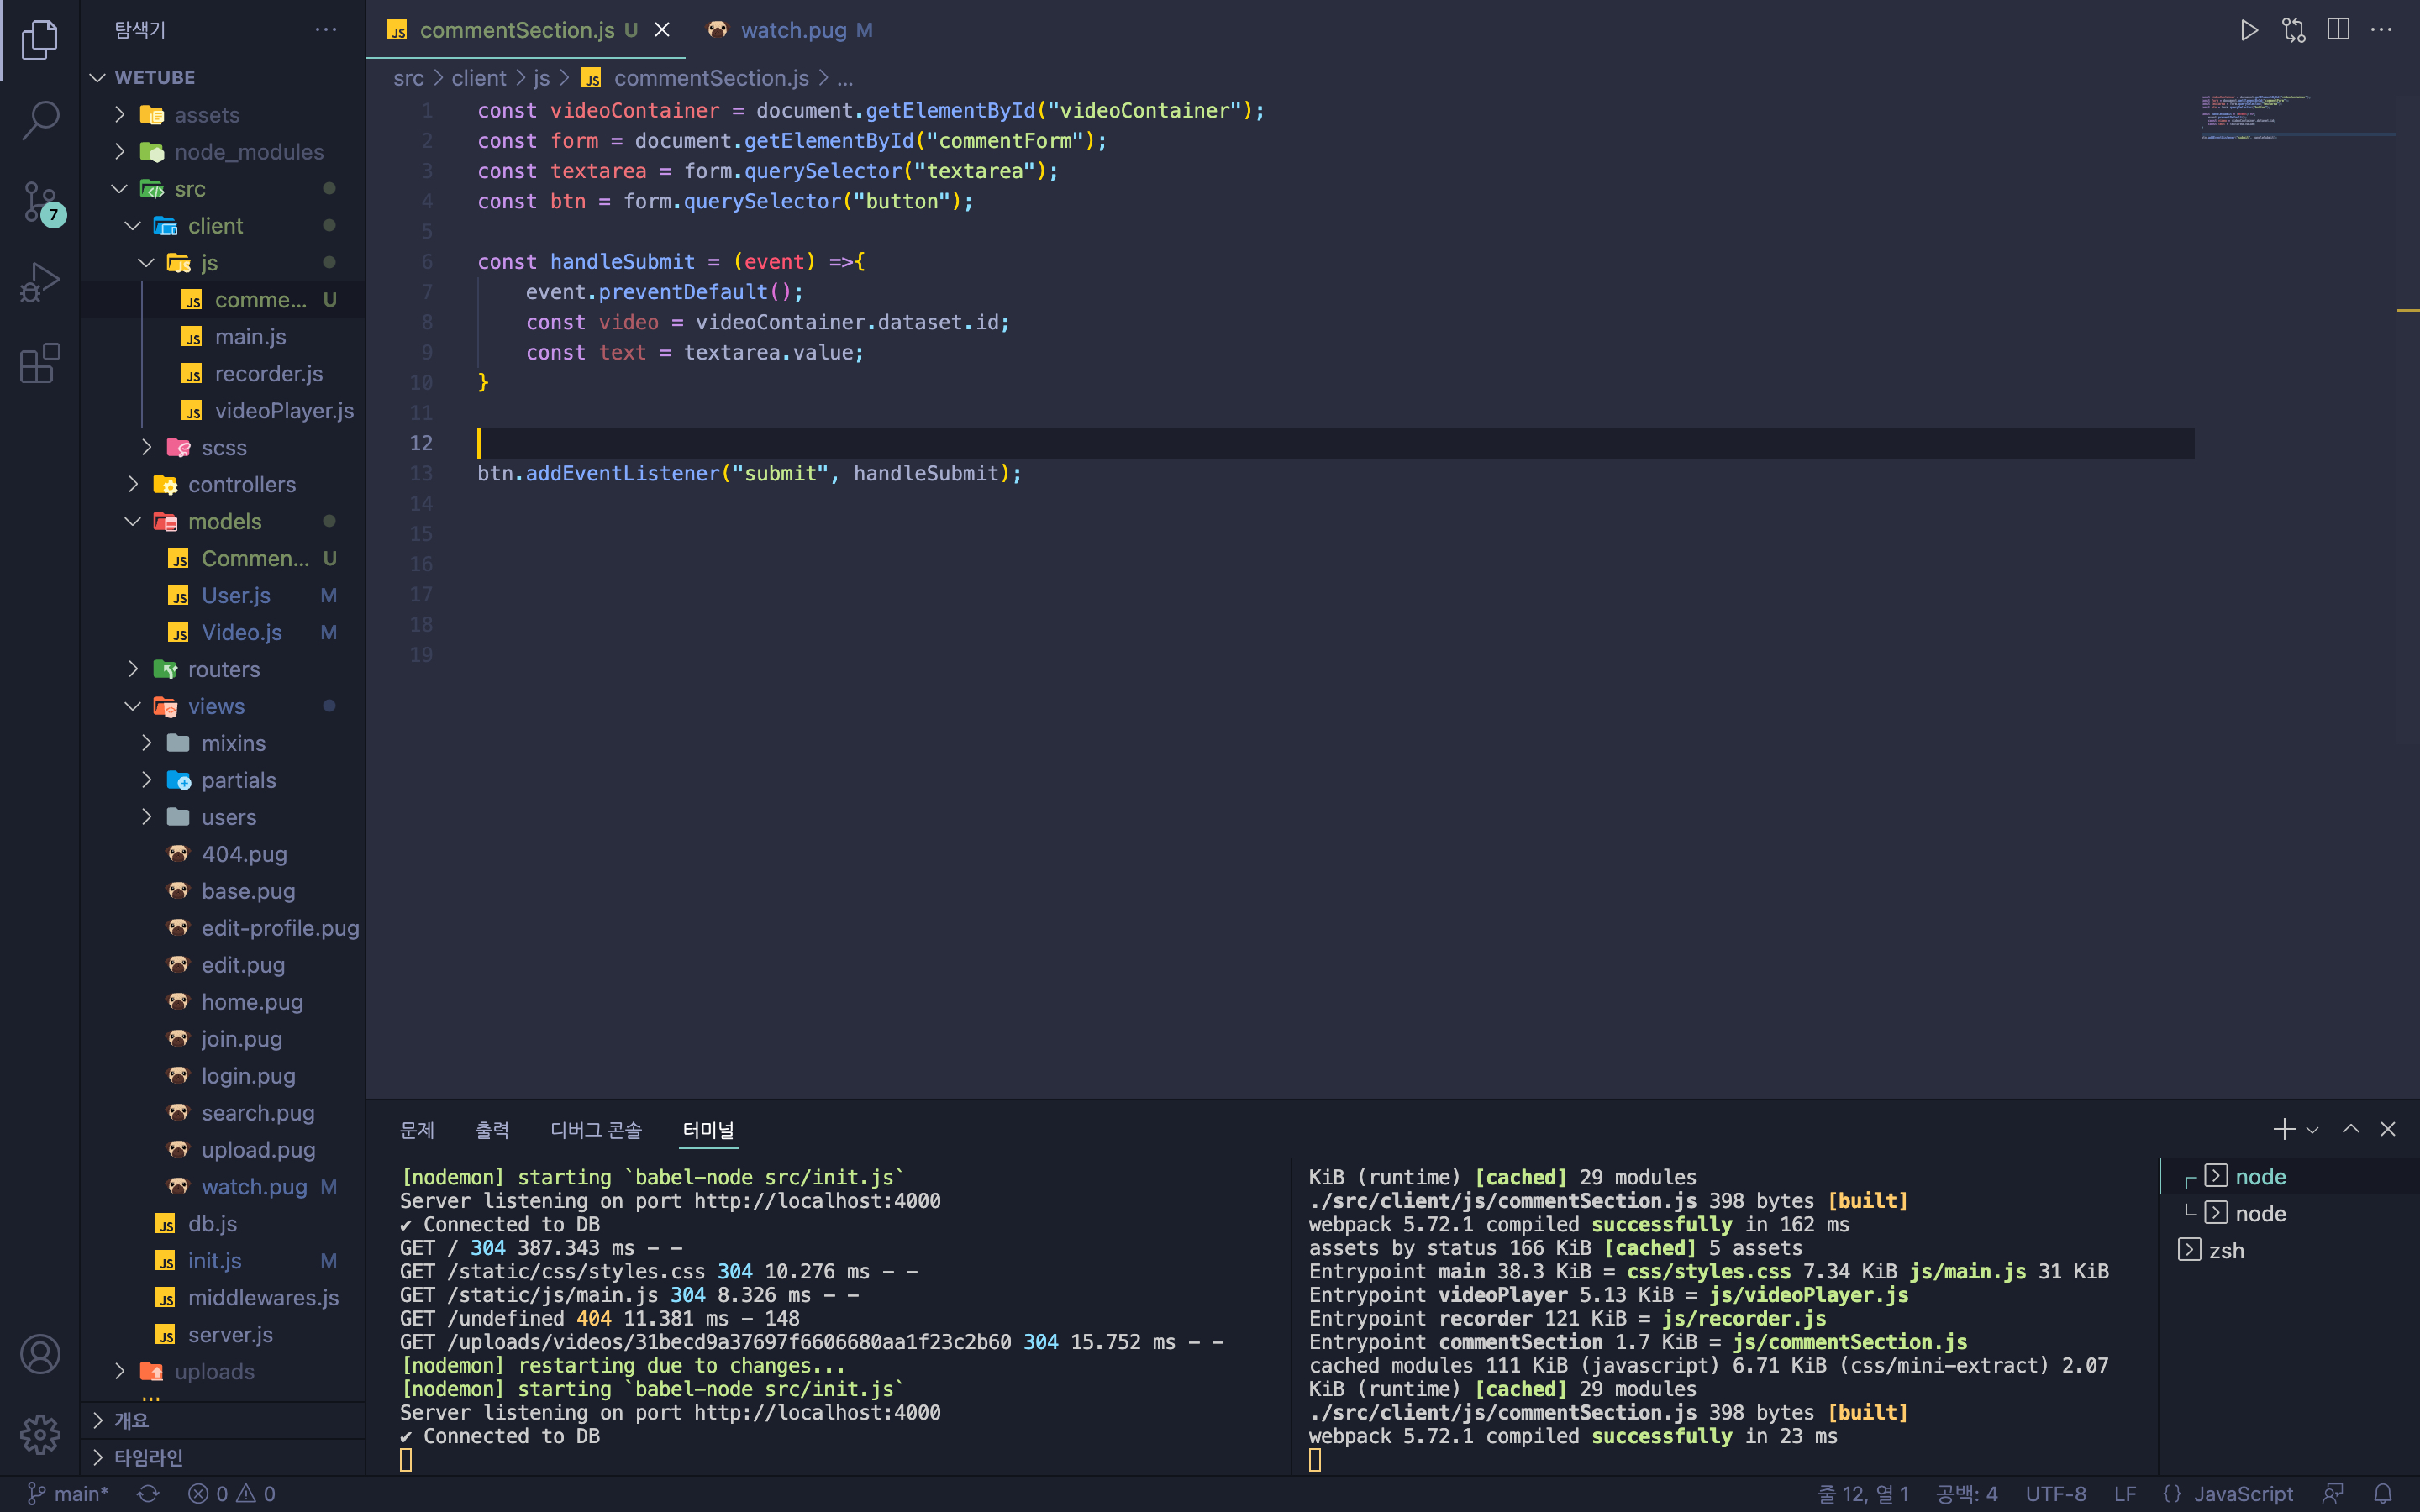 탐색기
WETUBE
assets
node_modules
src
client
js
comme... U
main.js
recorder.js
videoPlayer.js
scss
controllers
models
Commen... U
User.js M
Video.js M
routers
views
mixins
partials
users
404.pug
base.pug
edit-profile.pug
edit.pug
home.pug
join.pug
login.pug
search.pug
upload.pug
watch.pug M
db.js
init.js M
middlewares.js
server.js
uploads
개요
타임라인
7
commentSection.js U
watch.pug M
src > client > js > commentSection.js > ...
1 const videoContainer = document.getElementById("videoContainer");
2 const form = document.getElementById("commentForm");
3 const textarea = form.querySelector("textarea");
4 const btn = form.querySelector("button");
5
6 const handleSubmit = (event) =>{
7 event.preventDefault();
8 const video = videoContainer.dataset.id;
9 const text = textarea.value;
10 }
11
12
13 btn.addEventListener("submit", handleSubmit);
14
15
16
17
18
19
문제 출력 디버그 콘솔 터미널
[nodemon] starting `babel-node src/init.js`
Server listening on port http://localhost:4000
✔ Connected to DB
GET / 304 387.343 ms - -
GET /static/css/styles.css 304 10.276 ms - -
GET /static/js/main.js 304 8.326 ms - -
GET /undefined 404 11.381 ms - 148
GET /uploads/videos/31becd9a37697f6606680aa1f23c2b60 304 15.752 ms - -
[nodemon] restarting due to changes...
[nodemon] starting `babel-node src/init.js`
Server listening on port http://localhost:4000
✔ Connected to DB
KiB (runtime) [cached] 29 modules
./src/client/js/commentSection.js 398 bytes [built]
webpack 5.72.1 compiled successfully in 162 ms
assets by status 166 KiB [cached] 5 assets
Entrypoint main 38.3 KiB = css/styles.css 7.34 KiB js/main.js 31 KiB
Entrypoint videoPlayer 5.13 KiB = js/videoPlayer.js
Entrypoint recorder 121 KiB = js/recorder.js
Entrypoint commentSection 1.7 KiB = js/commentSection.js
cached modules 111 KiB (javascript) 6.71 KiB (css/mini-extract) 2.07
KiB (runtime) [cached] 29 modules
./src/client/js/commentSection.js 398 bytes [built]
webpack 5.72.1 compiled successfully in 23 ms
node
node
zsh
main* 0 0
줄 12, 열 1 공백: 4 UTF-8 LF {} JavaScript